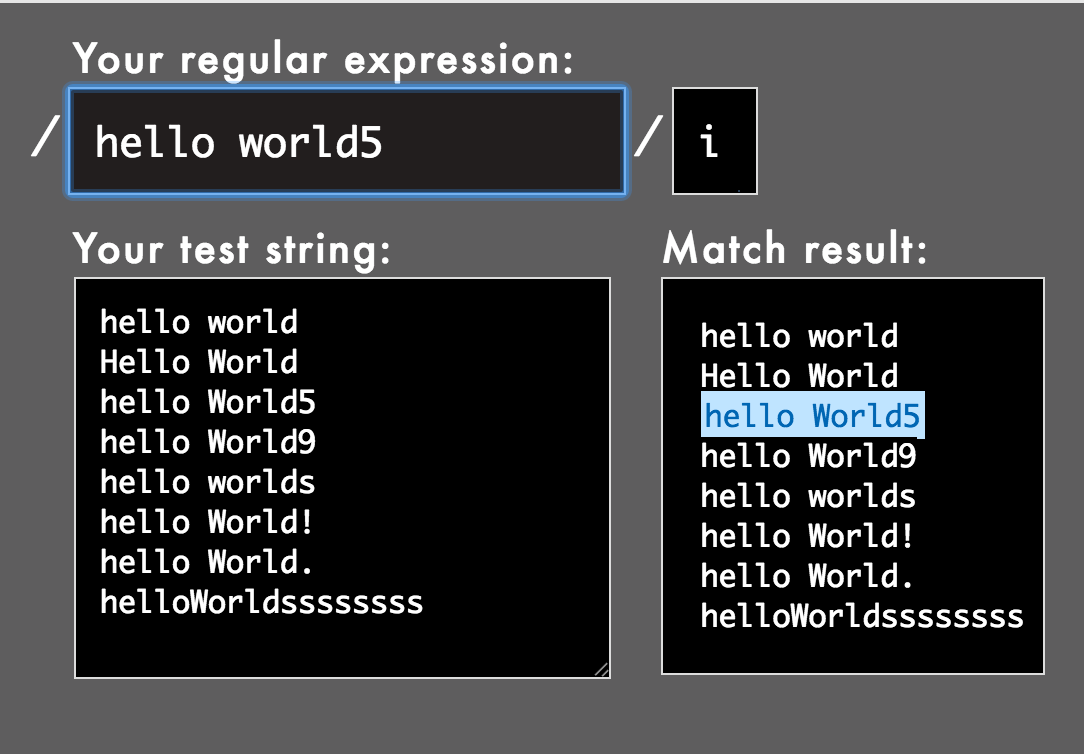 Your regular expression:
/ hello world5 / i
Your test string:
hello world
Hello World
hello World5
hello World9
hello worlds
hello World!
hello World.
helloWorldssssssss
Match result:
hello world
Hello World
hello World5
hello World9
hello worlds
hello World!
hello World.
helloWorldssssssss